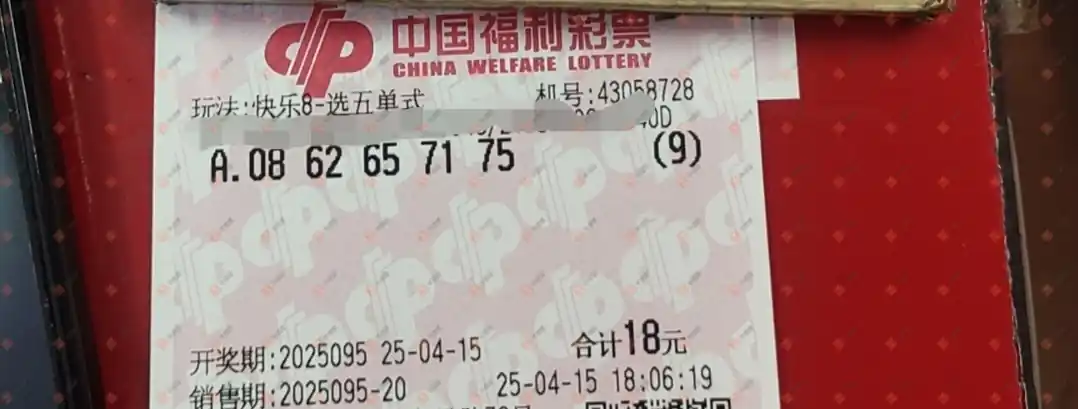 中国福利彩票
CHINA WELFARE LOTTERY
玩法:快乐8-选五单式 机号:43058728
A.08 62 65 71 75 (9)
开奖期:2025095 25-04-15 合计18元
销售期:2025095-20 25-04-15 18:06:19